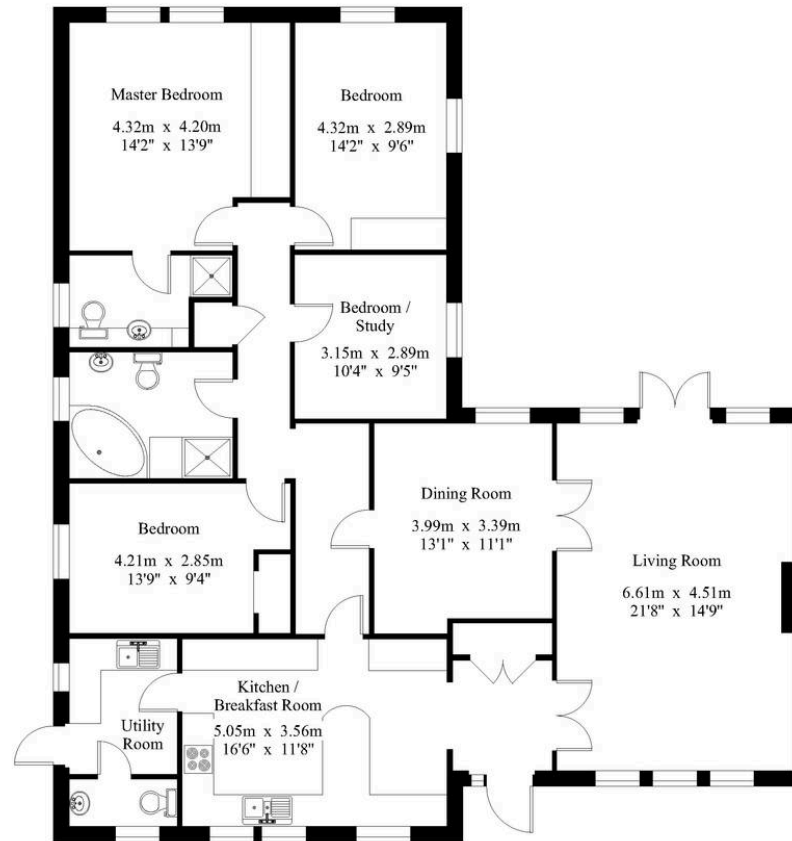 Master Bedroom
4.32m x 4.20m
14'2" x 13'9"
Bedroom
4.32m x 2.89m
14'2" x 9'6"
Bedroom /
Study
3.15m x 2.89m
10'4" x 9'5"
Dining Room
3.99m x 3.39m
13'1" x 11'1"
Bedroom
4.21m x 2.85m
13'9" x 9'4"
Living Room
6.61m x 4.51m
21'8" x 14'9"
Kitchen /
Breakfast Room
5.05m x 3.56m
16'6" x 11'8"
Utility
Room